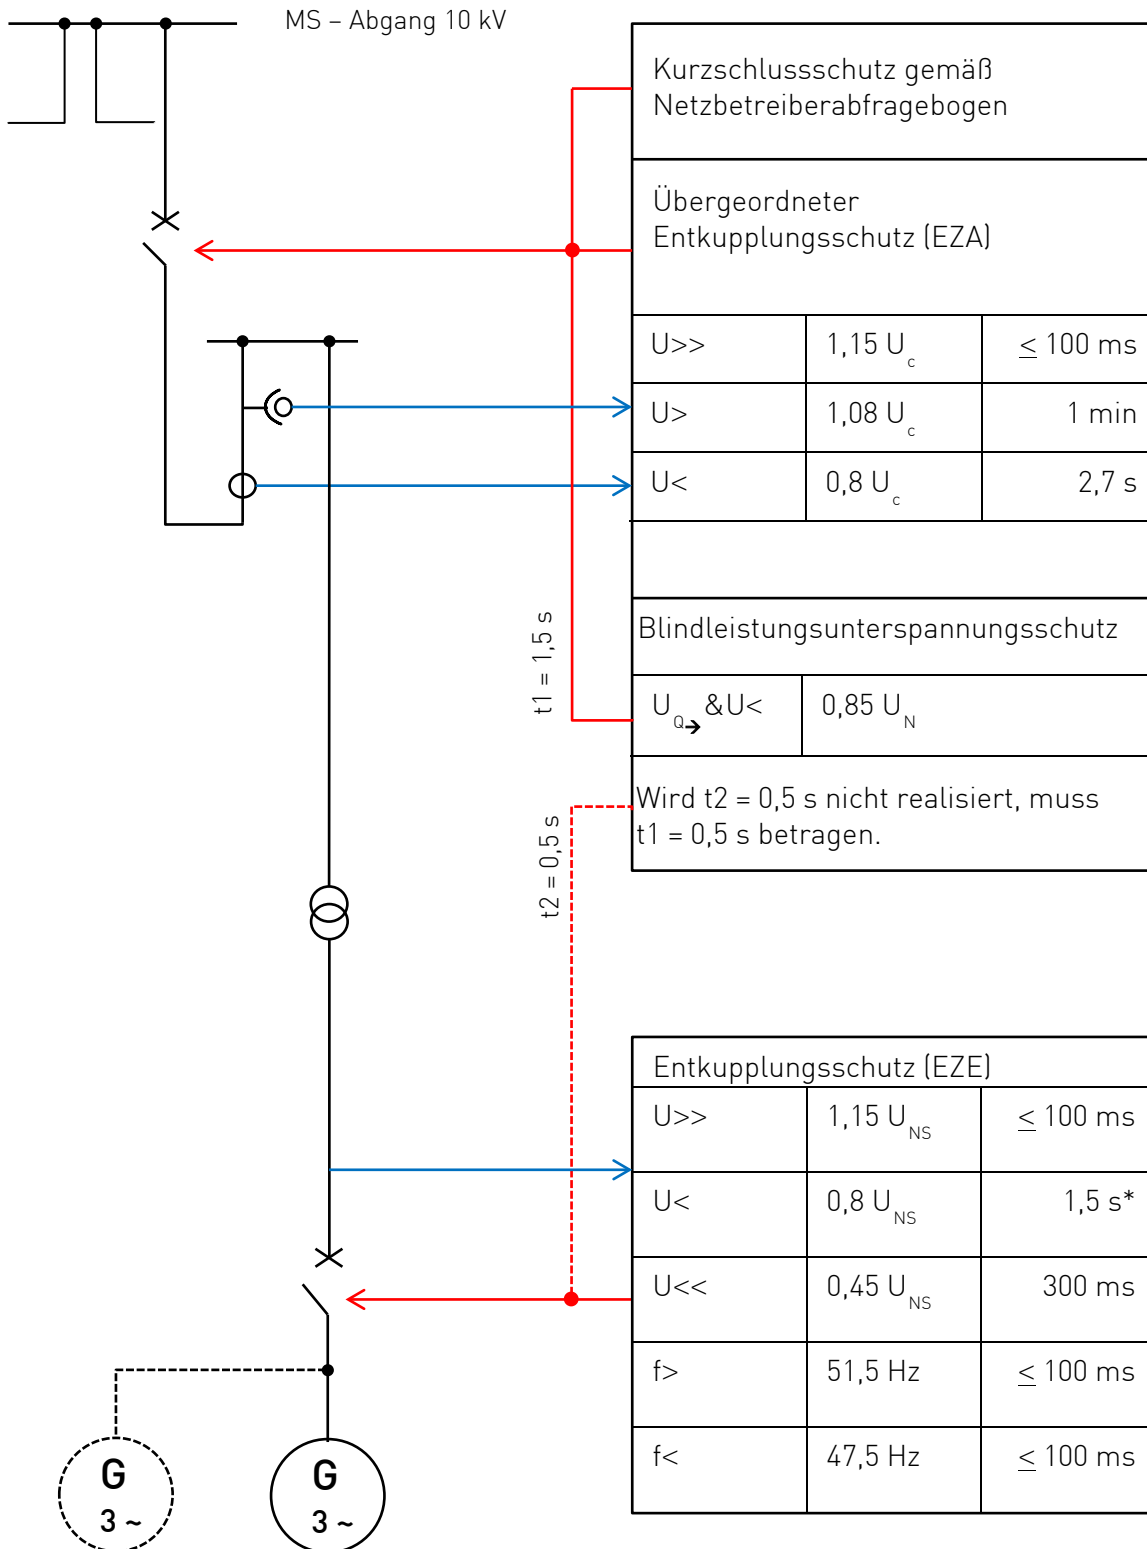 MS – Abgang 10 kV
Kurzschlussschutz gemäß
Netzbetreiberabfragebogen
Übergeordneter
Entkupplungsschutz (EZA)
U>> 1,15 Uc ≤ 100 ms
U> 1,08 Uc 1 min
U< 0,8 Uc 2,7 s
t1 = 1,5 s
Blindleistungsunterspannungsschutz
UQ→ &U< 0,85 UN
Wird t2 = 0,5 s nicht realisiert, muss
t1 = 0,5 s betragen.
t2 = 0,5 s
Entkupplungsschutz (EZE)
U>> 1,15 UNS ≤ 100 ms
U< 0,8 UNS 1,5 s*
U<< 0,45 UNS 300 ms
f> 51,5 Hz ≤ 100 ms
f< 47,5 Hz ≤ 100 ms
G
3 ~
G
3 ~